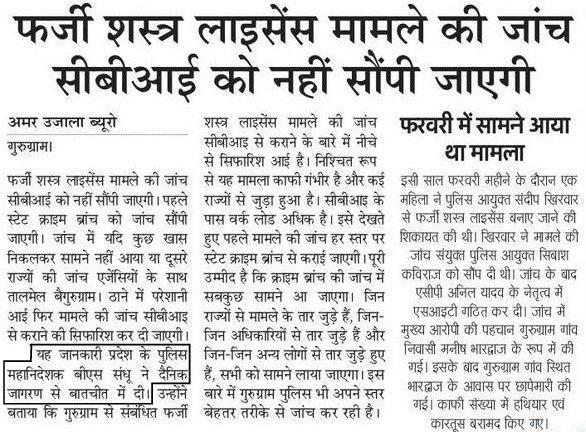 फर्जी शस्त्र लाइसेंस मामले की जांच
सीबीआई को नहीं सौंपी जाएगी
अमर उजाला ब्यूरो
गुरुग्राम।
फर्जी शस्त्र लाइसेंस मामले की जांच
सीबीआई को नहीं सौंपी जाएगी। पहले
स्टेट क्राइम ब्रांच को जांच सौंपी
जाएगी। जांच में यदि कुछ खास
निकलकर सामने नहीं आया या दूसरे
राज्यों की जांच एजेंसियों के साथ
तालमेल बैगुरुग्राम। ठाने में परेशानी
आई फिर मामले की जांच सीबीआई
से कराने की सिफारिश कर दी जाएगी।
यह जानकारी प्रदेश के पुलिस
महानिदेशक बीएस संधू ने दैनिक
जागरण से बातचीत में दी। उन्होंने
बताया कि गुरुग्राम से संबंधित फर्जी
शस्त्र लाइसेंस मामले की जांच
सीबीआई से कराने के बारे में नीचे
से सिफारिश आई है। निश्चित रूप
से यह मामला काफी गंभीर है और कई
राज्यों से जुड़ा हुआ है। सीबीआई के
पास वर्क लोड अधिक है। इसे देखते
हुए पहले मामले की जांच हर स्तर पर
स्टेट क्राइम ब्रांच से कराई जाएगी। पूरी
उम्मीद है कि क्राइम ब्रांच की जांच में
सबकुछ सामने आ जाएगा। जिन
राज्यों से मामले के तार जुड़े हैं, जिन-
जिन अधिकारियों से तार जुड़े हैं और
जिन-जिन अन्य लोगों से तार जुड़े हुए
हैं, सभी को सामने लाया जाएगा। इस
बारे में गुरुग्राम पुलिस भी अपने स्तर
बेहतर तरीके से जांच कर रही है।
फरवरी में सामने आया
था मामला
इसी साल फरवरी महीने के दौरान एक
महिला ने पुलिस आयुक्त संदीप खिरवार
से फर्जी शस्त्र लाइसेंस बनाए जाने की
शिकायत की थी। खिरवार ने मामले की
जांच संयुक्त पुलिस आयुक्त सिबाश
कविराज को सौंप दी थी। जांच के बाद
एसीपी अनिल यादव के नेतृत्व में
एसआइटी गठित कर दी। जांच में
मुख्य आरोपी की पहचान गुरुग्राम गांव
निवासी मनीष भारद्वाज के रूप में की
गई। इसके बाद गुरुग्राम गांव स्थित
भारद्वाज के आवास पर छापेमारी की
गई। काफी संख्या में हथियार एवं
कारतूस बरामद किए गए।